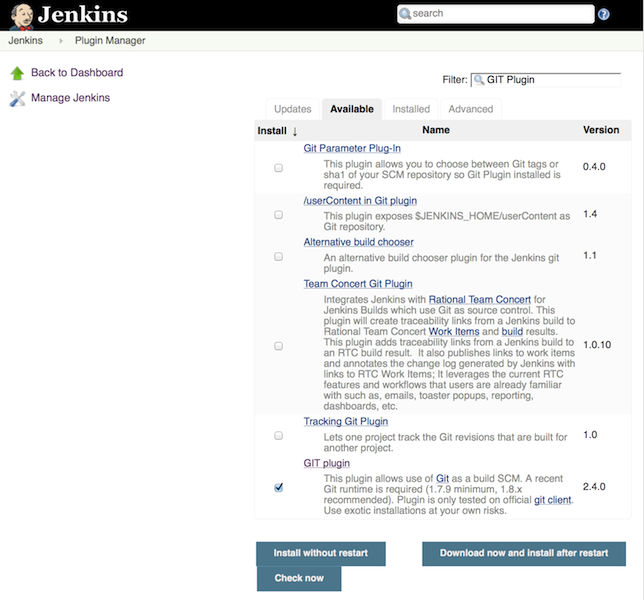 Jenkins
search
?
Jenkins
Plugin Manager
Back to Dashboard
Manage Jenkins
Filter: GIT Plugin
Updates Available Installed Advanced
Install ↓ Name Version
Git Parameter Plug-In
This plugin allows you to choose between Git tags or
sha1 of your SCM repository so Git Plugin installed is
required.
0.4.0
/userContent in Git plugin
This plugin exposes $JENKINS_HOME/userContent as
Git repository.
1.4
Alternative build chooser
An alternative build chooser plugin for the Jenkins git
plugin.
1.1
Team Concert Git Plugin
Integrates Jenkins with Rational Team Concert for
Jenkins Builds which use Git as source control. This
plugin will create traceability links from a Jenkins build to
Rational Team Concert Work Items and build results.
This plugin adds traceability links from a Jenkins build to
an RTC build result. It also publishes links to work items
and annotates the change log generated by Jenkins with
links to RTC Work Items; It leverages the current RTC
features and workflows that users are already familiar
with such as, emails, toaster popups, reporting,
dashboards, etc.
1.0.10
Tracking Git Plugin
Lets one project track the Git revisions that are built for
another project.
1.0
GIT plugin
This plugin allows use of Git as a build SCM. A recent
Git runtime is required (1.7.9 minimum, 1.8.x
recommended). Plugin is only tested on official git client.
Use exotic installations at your own risks.
2.4.0
Install without restart
Download now and install after restart
Check now